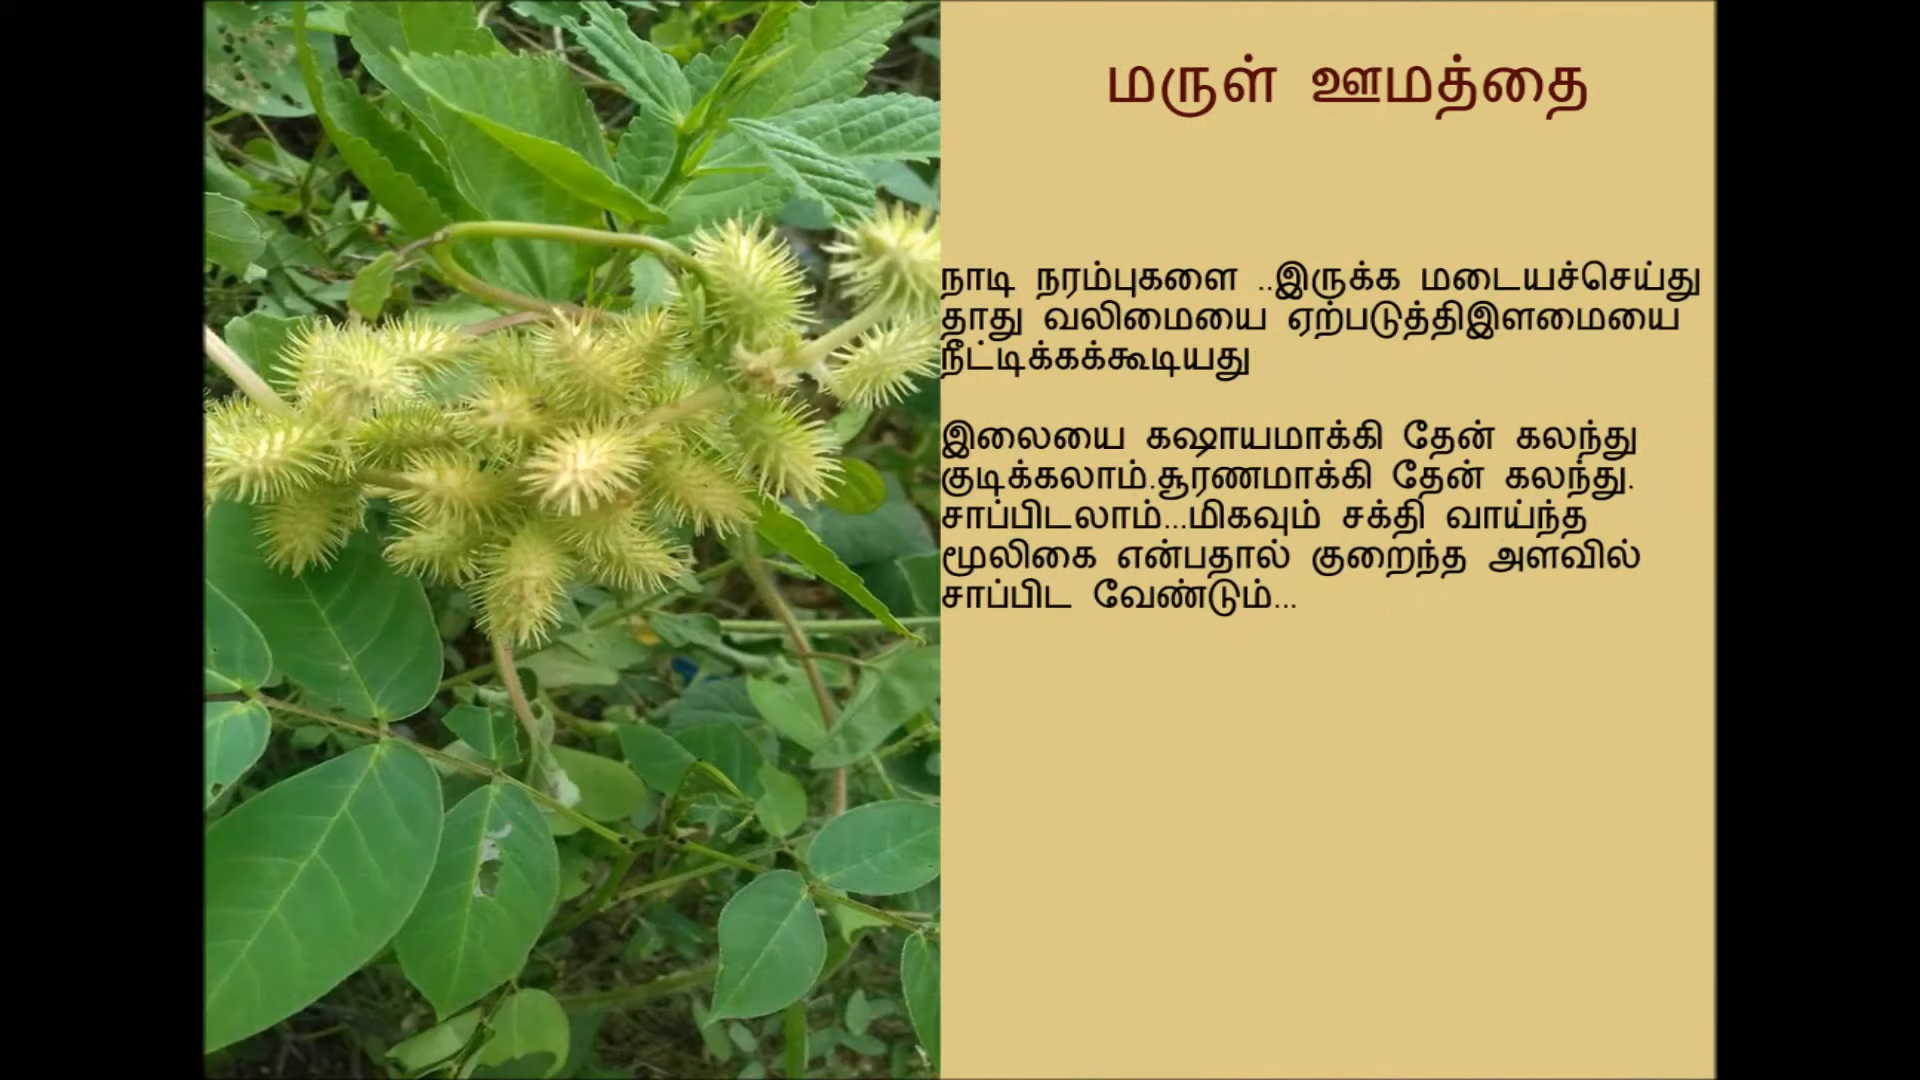 மருள் ஊமத்தை
நாடி நரம்புகளை ..இருக்க மடையச்செய்து
தாது வலிமையை ஏற்படுத்திஇளமையை
நீட்டிக்கக்கூடியது
இலையை கஷாயமாக்கி தேன் கலந்து
குடிக்கலாம்.சூரணமாக்கி தேன் கலந்து.
சாப்பிடலாம்...மிகவும் சக்தி வாய்ந்த
மூலிகை என்பதால் குறைந்த அளவில்
சாப்பிட வேண்டும்...